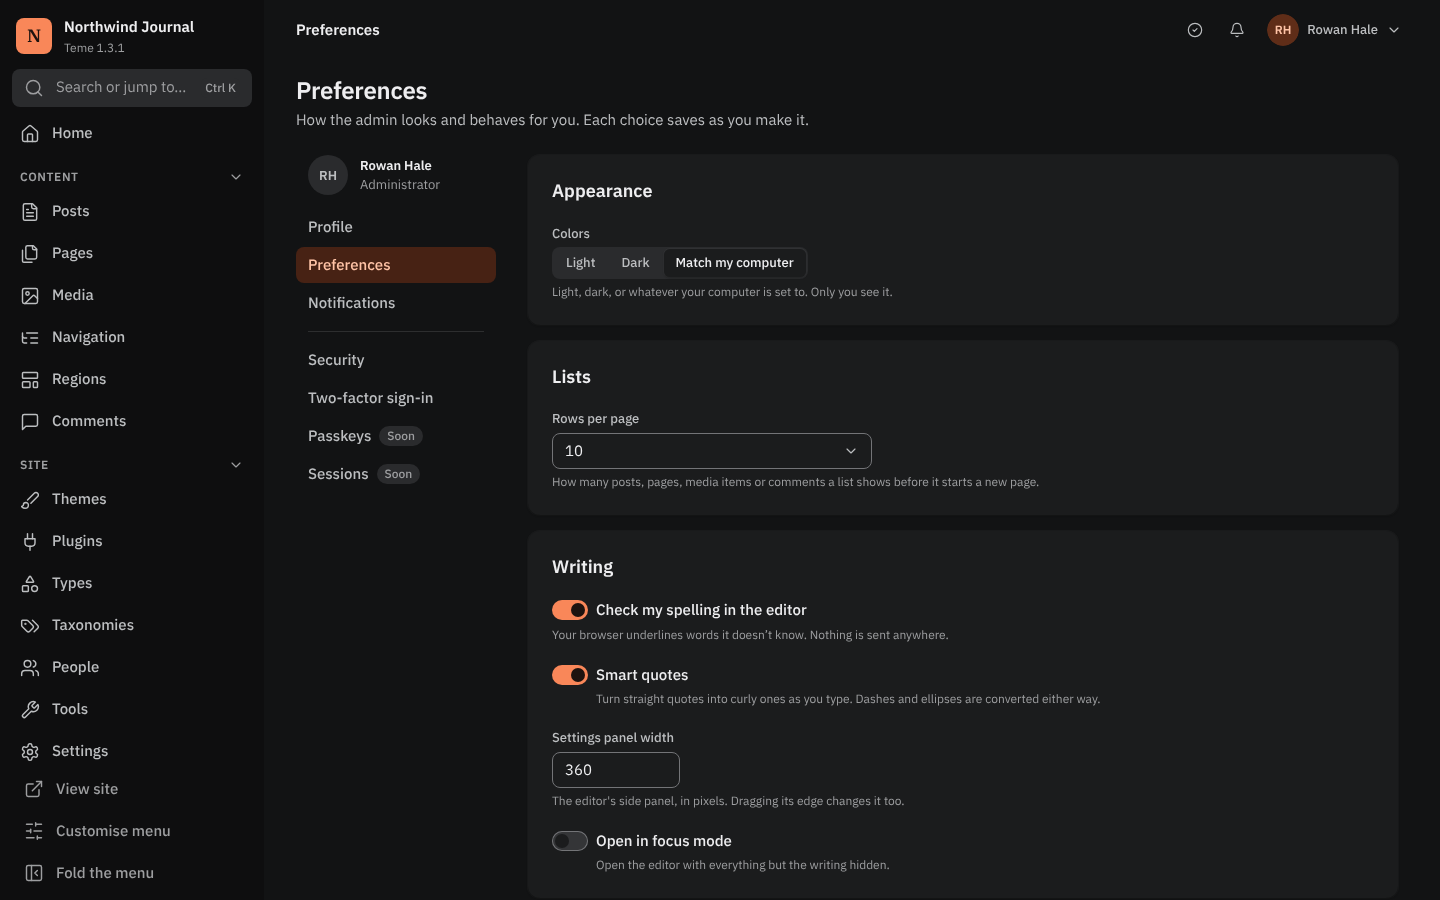 N
Northwind Journal
Teme 1.3.1
Search or jump to... Ctrl K
Home
CONTENT
Posts
Pages
Media
Navigation
Regions
Comments
SITE
Themes
Plugins
Types
Taxonomies
People
Tools
Settings
View site
Customise menu
Fold the menu
Preferences
RH Rowan Hale
Preferences
How the admin looks and behaves for you. Each choice saves as you make it.
RH
Rowan Hale
Administrator
Profile
Preferences
Notifications
Security
Two-factor sign-in
Passkeys Soon
Sessions Soon
Appearance
Colors
Light Dark Match my computer
Light, dark, or whatever your computer is set to. Only you see it.
Lists
Rows per page
10
How many posts, pages, media items or comments a list shows before it starts a new page.
Writing
Check my spelling in the editor
Your browser underlines words it doesn’t know. Nothing is sent anywhere.
Smart quotes
Turn straight quotes into curly ones as you type. Dashes and ellipses are converted either way.
Settings panel width
360
The editor's side panel, in pixels. Dragging its edge changes it too.
Open in focus mode
Open the editor with everything but the writing hidden.